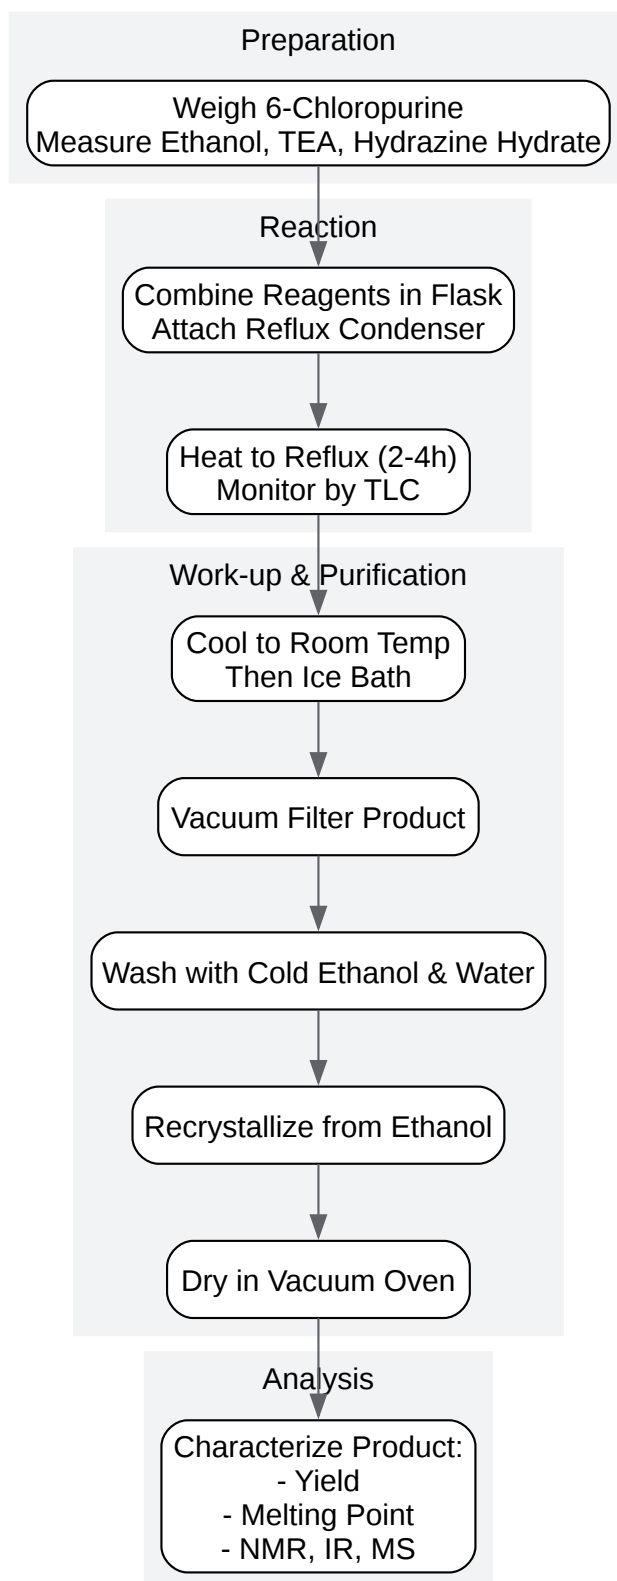 Preparation
Weigh 6-Chloropurine
Measure Ethanol, TEA, Hydrazine Hydrate
Reaction
Combine Reagents in Flask
Attach Reflux Condenser
Heat to Reflux (2-4h)
Monitor by TLC
Work-up & Purification
Cool to Room Temp
Then Ice Bath
Vacuum Filter Product
Wash with Cold Ethanol & Water
Recrystallize from Ethanol
Dry in Vacuum Oven
Analysis
Characterize Product:
- Yield
- Melting Point
- NMR, IR, MS